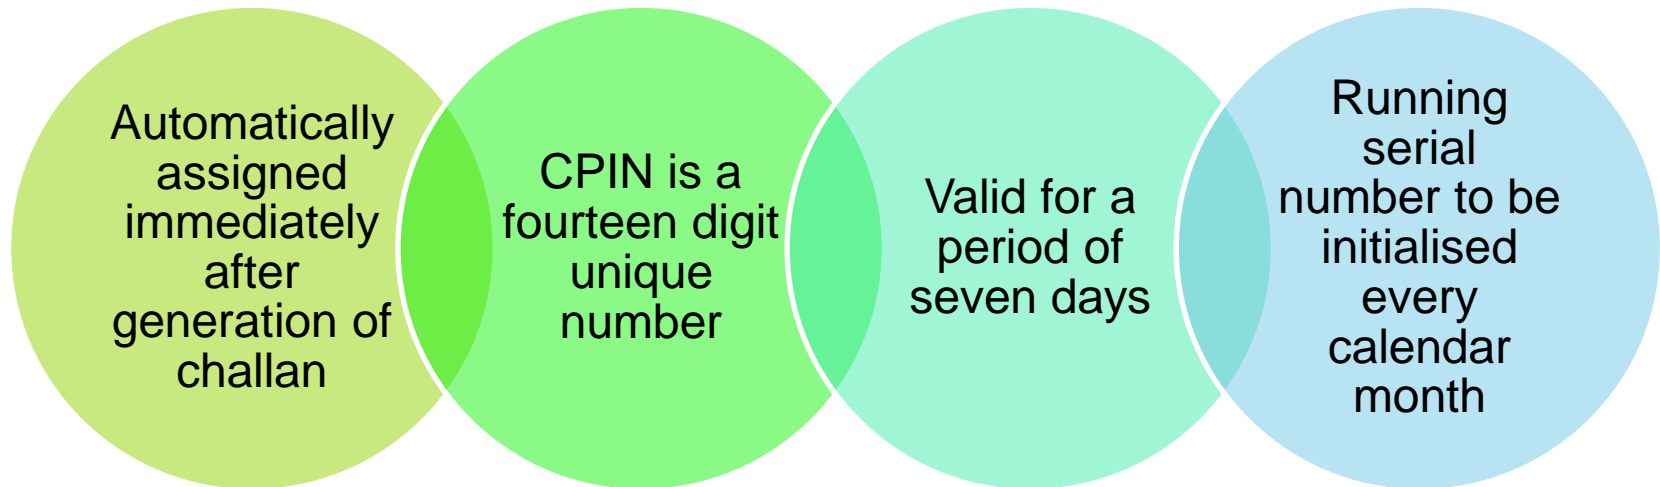 Automatically
assigned
immediately
after
generation of
challan
CPIN is a
fourteen digit
unique
number
Valid for a
period of
seven days
Running
serial
number to be
initialised
every
calendar
month